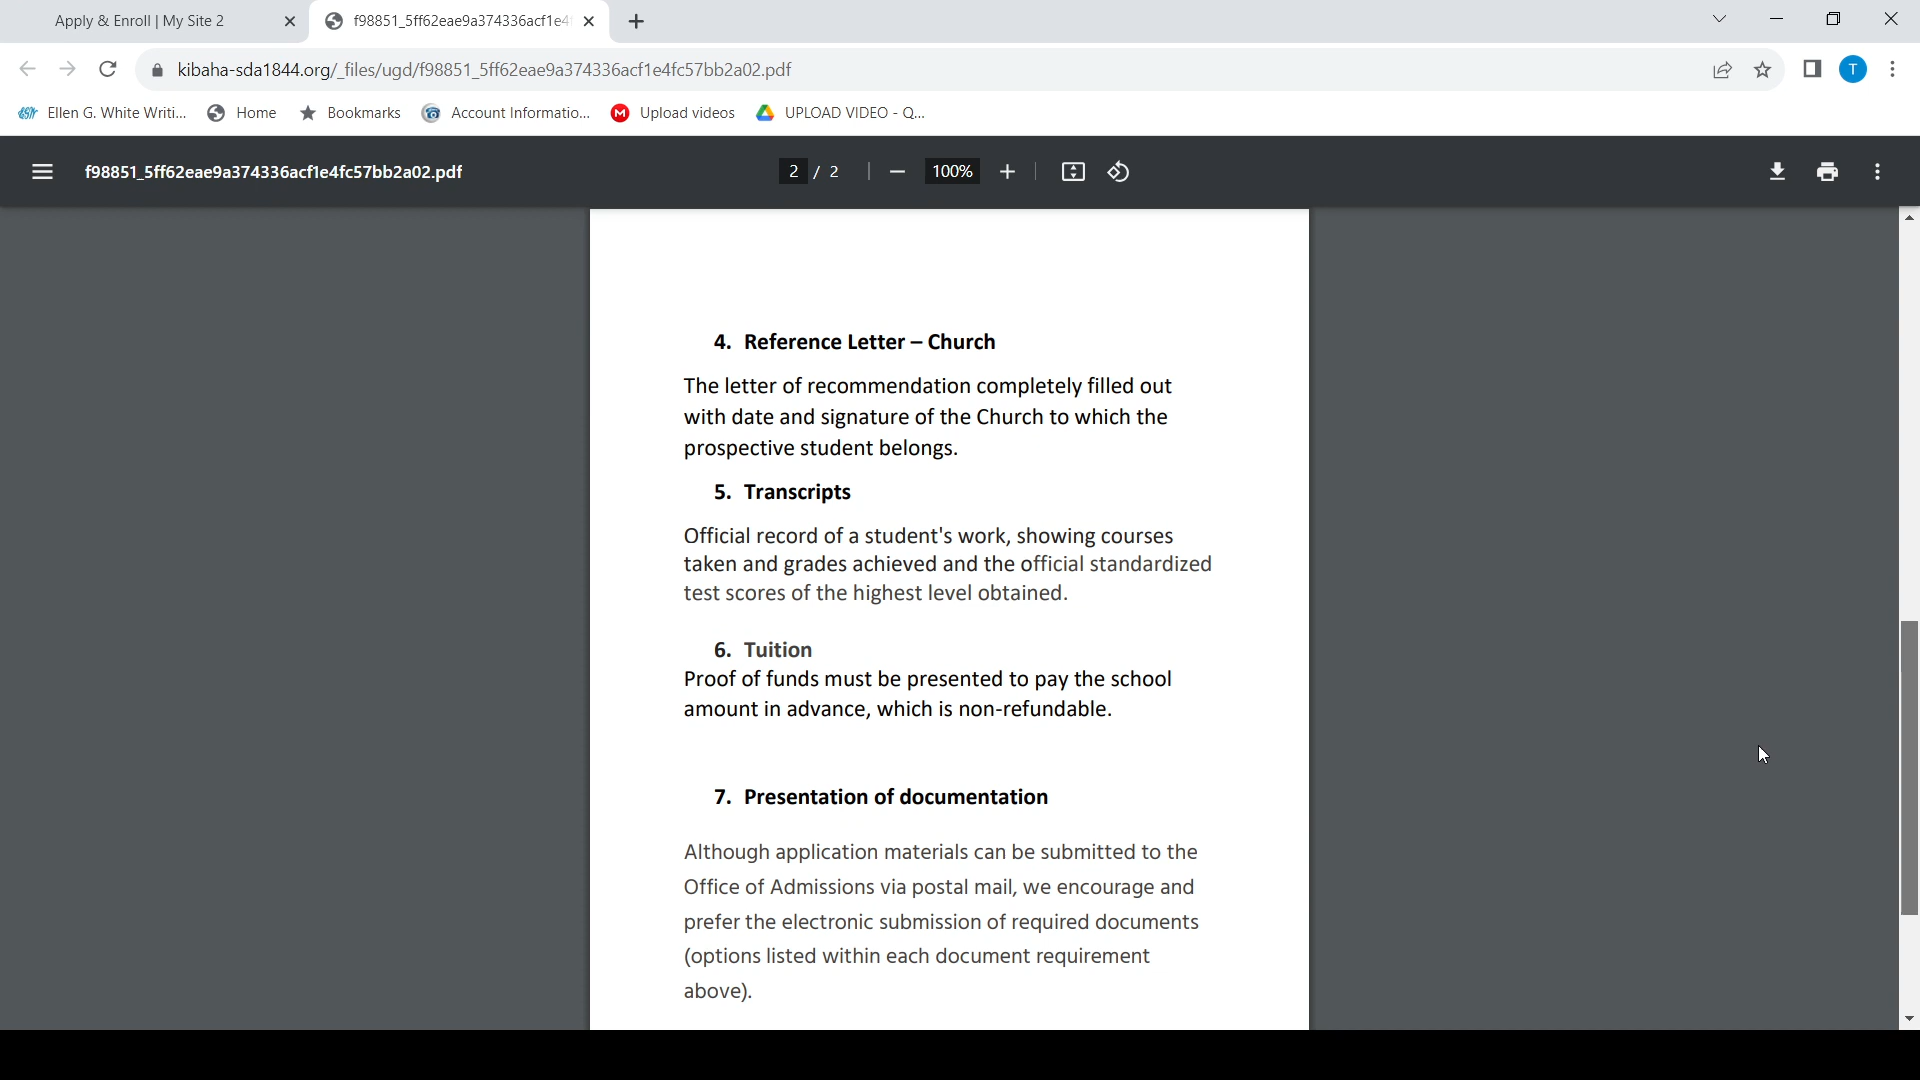 Apply & Enroll | My Site 2
f98851_5ff62eae9a374336acf1e4f
kibaha-sda1844.org/_files/ugd/f98851_5ff62eae9a374336acf1e4fc57bb2a02.pdf
T
Ellen G. White Writi...
Home
Bookmarks
Account Informatio...
Upload videos
UPLOAD VIDEO - Q...
f98851_5ff62eae9a374336acf1e4fc57bb2a02.pdf
2 / 2
100%
4. Reference Letter – Church
The letter of recommendation completely filled out
with date and signature of the Church to which the
prospective student belongs.
5. Transcripts
Official record of a student's work, showing courses
taken and grades achieved and the official standardized
test scores of the highest level obtained.
6. Tuition
Proof of funds must be presented to pay the school
amount in advance, which is non-refundable.
7. Presentation of documentation
Although application materials can be submitted to the
Office of Admissions via postal mail, we encourage and
prefer the electronic submission of required documents
(options listed within each document requirement
above).